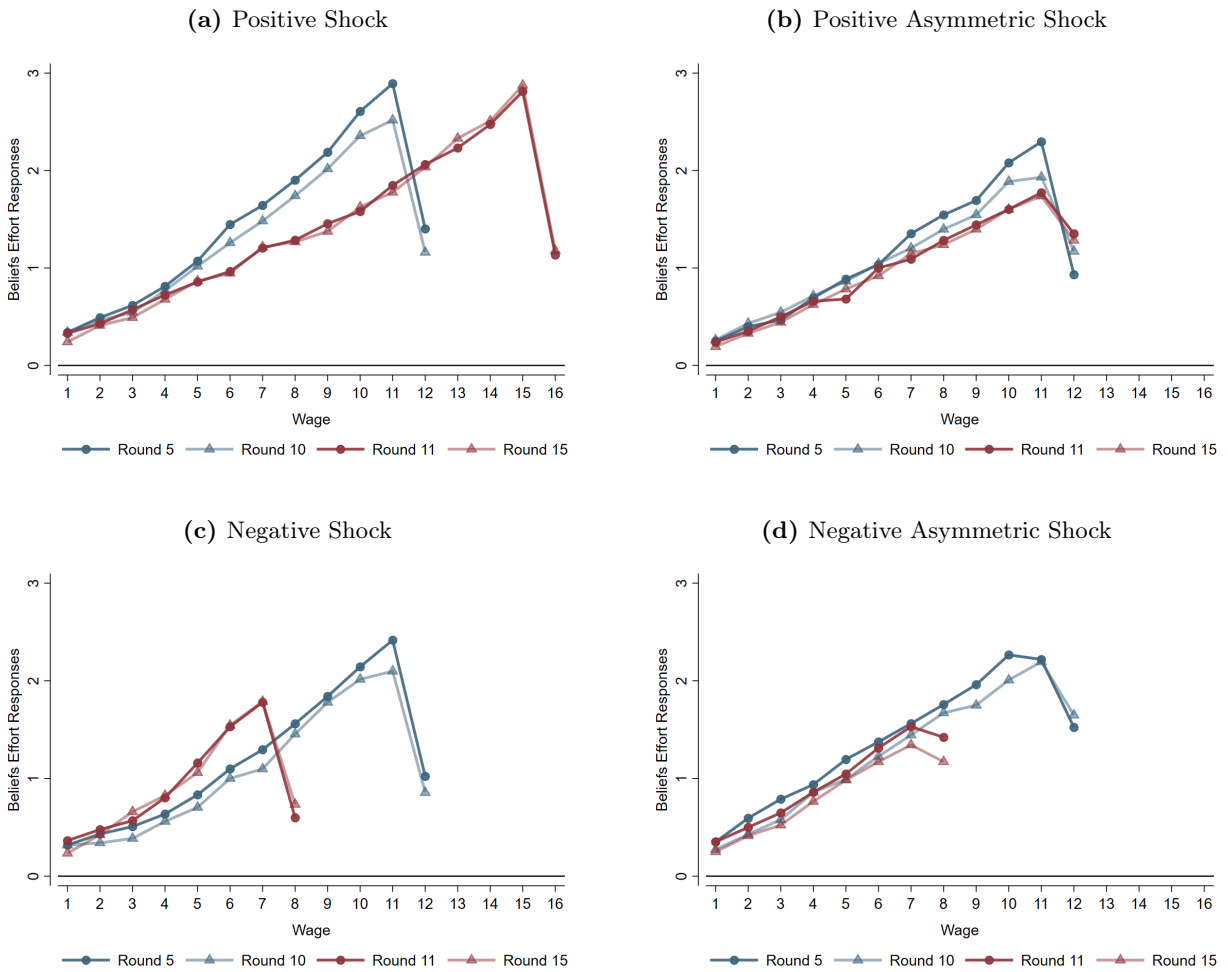 (a) Positive Shock
Beliefs Effort Responses
3
2
1
0
1 2 3 4 5 6 7 8 9 10 11 12 13 14 15 16
Wage
Round 5 Round 10 Round 11 Round 15
(b) Positive Asymmetric Shock
Beliefs Effort Responses
3
2
1
0
1 2 3 4 5 6 7 8 9 10 11 12 13 14 15 16
Wage
Round 5 Round 10 Round 11 Round 15
(c) Negative Shock
Beliefs Effort Responses
3
2
1
0
1 2 3 4 5 6 7 8 9 10 11 12 13 14 15 16
Wage
Round 5 Round 10 Round 11 Round 15
(d) Negative Asymmetric Shock
Beliefs Effort Responses
3
2
1
0
1 2 3 4 5 6 7 8 9 10 11 12 13 14 15 16
Wage
Round 5 Round 10 Round 11 Round 15